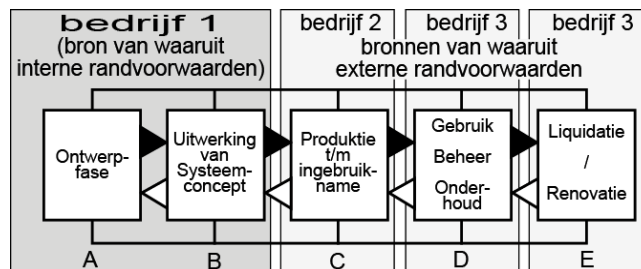 bedrijf 1
(bron van waaruit
interne randvoorwaarden)
bedrijf 2
bedrijf 3
bedrijf 3
bronnen van waaruit
externe randvoorwaarden
Ontwerp-
fase
Uitwerking
van
Systeem-
concept
Produktie
t/m
ingebruik-
name
Gebruik
Beheer
Onder-
houd
Liquidatie
/
Renovatie
A
B
C
D
E